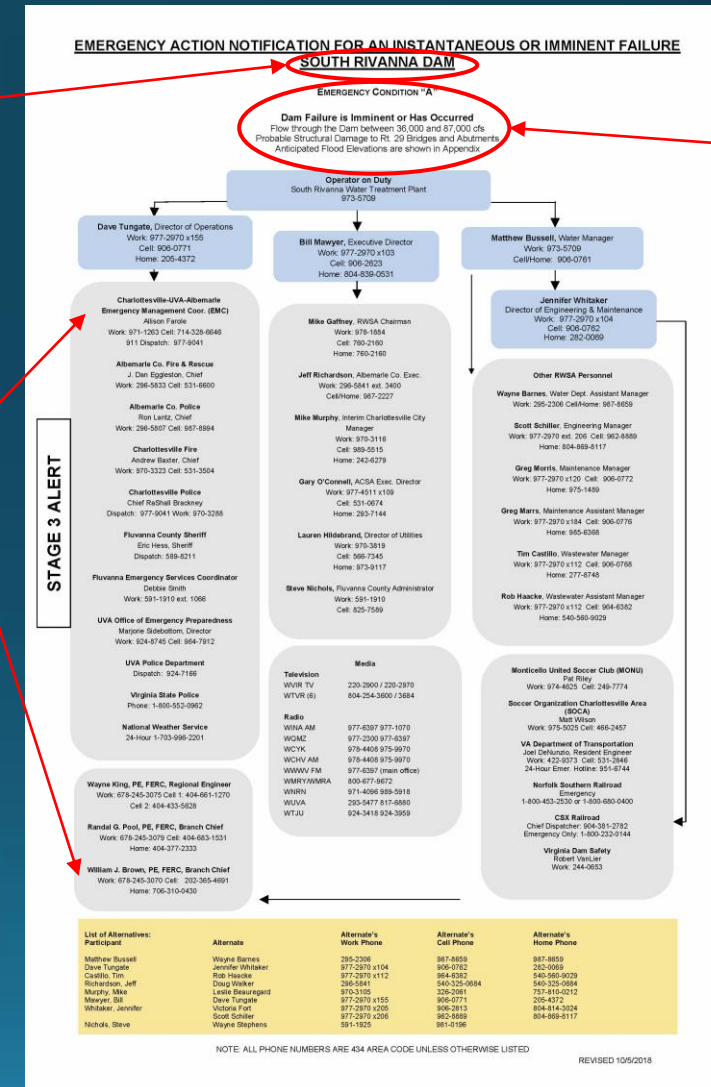 EMERGENCY ACTION NOTIFICATION FOR AN INSTANTANEOUS OR IMMINENT FAILURE
SOUTH RIVANNA DAM
EMERGENCY CONDITION "A"
Dam Failure is Imminent or Has Occurred
Flow through the Dam between 36,000 and 87,000 cfs
Probable Structural Damage to Rt. 29 Bridges and Abutments
Anticipated Flood Elevations are shown in Appendix
Operator on Duty
South Rivanna Water Treatment Plant
973-5709
Dave Tungate, Director of Operations
Work: 977-2970 x155
Cell: 906-0771
Home: 205-4372
Bill Mawyer, Executive Director
Work: 977-2970 x103
Cell: 906-2623
Home: 804-839-0531
Matthew Bussell, Water Manager
Work: 973-5709
Cell/Home: 906-0761
Jennifer Whitaker
Director of Engineering & Maintenance
Work: 977-2970 x104
Cell: 906-0762
Home: 282-0069
STAGE 3 ALERT
Charlottesville-UVA-Albemarle
Emergency Management Coor. (EMC)
Allison Farole
Work: 971-1263 Cell: 714-328-6646
911 Dispatch: 977-9041
Albemarle Co. Fire & Rescue
J. Dan Eggleston, Chief
Work: 296-5833 Cell: 531-6600
Albemarle Co. Police
Ron Lantz, Chief
Work: 296-5807 Cell: 987-8994
Charlottesville Fire
Andrew Baxter, Chief
Work: 970-3323 Cell: 531-3504
Charlottesville Police
Chief RaShall Brackney
Dispatch: 977-9041 Work: 970-3288
Fluvanna County Sheriff
Eric Hess, Sheriff
Dispatch: 589-8211
Fluvanna Emergency Services Coordinator
Debbie Smith
Work: 591-1910 ext. 1066
UVA Office of Emergency Preparedness
Marjorie Sidebottom, Director
Work: 924-8745 Cell: 964-7912
UVA Police Department
Dispatch: 924-7166
Virginia State Police
Phone: 1-800-552-0962
National Weather Service
24-Hour 1-703-996-2201
Wayne King, PE, FERC, Regional Engineer
Work: 678-245-3075 Cell 1: 404-661-1270
Cell 2: 404-433-5628
Randal G. Pool, PE, FERC, Branch Chief
Work: 678-245-3079 Cell: 404-683-1531
Home: 404-377-2333
William J. Brown, PE, FERC, Branch Chief
Work: 678-245-3070 Cell: 202-365-4691
Home: 706-310-0430
Mike Gaffney, RWSA Chairman
Work: 978-1884
Cell: 760-2160
Home: 760-2160
Jeff Richardson, Albemarle Co. Exec.
Work: 296-5841 ext. 3400
Cell/Home: 987-2227
Mike Murphy, Interim Charlottesville City
Manager
Work: 970-3116
Cell: 989-5515
Home: 242-6279
Gary O'Connell, ACSA Exec. Director
Work: 977-4511 x109
Cell: 531-0674
Home: 293-7144
Lauren Hildebrand, Director of Utilities
Work: 970-3819
Cell: 566-7345
Home: 973-9117
Steve Nichols, Fluvanna County Administrator
Work: 591-1910
Cell: 825-7589
Media
Television
WVIR TV 220-2900 / 220-2970
WTVR (6) 804-254-3600 / 3684
Radio
WINA AM 977-6397 977-1070
WQMZ 977-2300 977-6397
WCYK 978-4408 975-9970
WCHV AM 978-4408 975-9970
WWWV FM 977-6397 (main office)
WMRY/WMRA 800-677-9672
WNRN 971-4096 989-5918
WUVA 293-5477 817-6880
WTJU 924-3418 924-3959
Other RWSA Personnel
Wayne Barnes, Water Dept. Assistant Manager
Work: 295-2306 Cell/Home: 987-8659
Scott Schiller, Engineering Manager
Work: 977-2970 ext. 206 Cell: 962-8889
Home: 804-869-8117
Greg Morris, Maintenance Manager
Work: 977-2970 x120 Cell: 906-0772
Home: 975-1489
Greg Marrs, Maintenance Assistant Manager
Work: 977-2970 x184 Cell: 906-0776
Home: 985-6368
Tim Castillo, Wastewater Manager
Work: 977-2970 x112 Cell: 906-0768
Home: 277-8748
Rob Haacke, Wastewater Assistant Manager
Work: 977-2970 x112 Cell: 964-6382
Home: 540-560-9029
Monticello United Soccer Club (MONU)
Pat Riley
Work: 974-4625 Cell: 249-7774
Soccer Organization Charlottesville Area
(SOCA)
Matt Wilson
Work: 975-5025 Cell: 466-2457
VA Department of Transportation
Joel DeNunzio, Resident Engineer
Work: 422-9373 Cell: 531-2846
24-Hour Emer. Hotline: 951-6744
Norfolk Southern Railroad
Emergency
1-800-453-2530 or 1-800-680-0400
CSX Railroad
Chief Dispatcher: 904-381-2782
Emergency Only: 1-800-232-0144
Virginia Dam Safety
Robert VanLier
Work: 244-0653
List of Alternatives:
Participant Alternate Alternate's Work Phone Alternate's Cell Phone Alternate's Home Phone
Matthew Bussell Wayne Barnes 295-2306 987-8659 987-8659
Dave Tungate Jennifer Whitaker 977-2970 x104 906-0762 282-0069
Castillo, Tim Rob Haacke 977-2970 x112 964-6382 540-560-9029
Richardson, Jeff Doug Walker 296-5841 540-325-0684 540-325-0684
Murphy, Mike Leslie Beauregard 970-3105 326-2061 757-810-0212
Mawyer, Bill Dave Tungate 977-2970 x155 906-0771 205-4372
Whitaker, Jennifer Victoria Fort 977-2970 x205 906-2813 804-814-3024
Scott Schiller 977-2970 x206 962-8889 804-869-8117
Nichols, Steve Wayne Stephens 591-1925 981-0196
NOTE: ALL PHONE NUMBERS ARE 434 AREA CODE UNLESS OTHERWISE LISTED
REVISED 10/5/2018